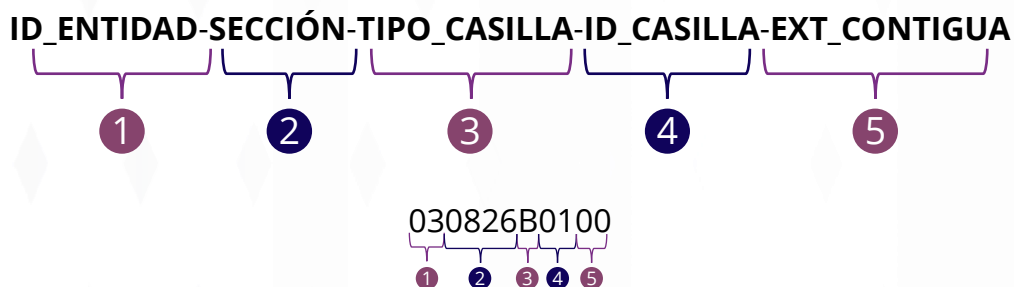 ID_ENTIDAD-SECCIÓN-TIPO_CASILLA-ID_CASILLA-EXT_CONTIGUA
1 2 3 4 5
030826B0100
1 2 3 4 5